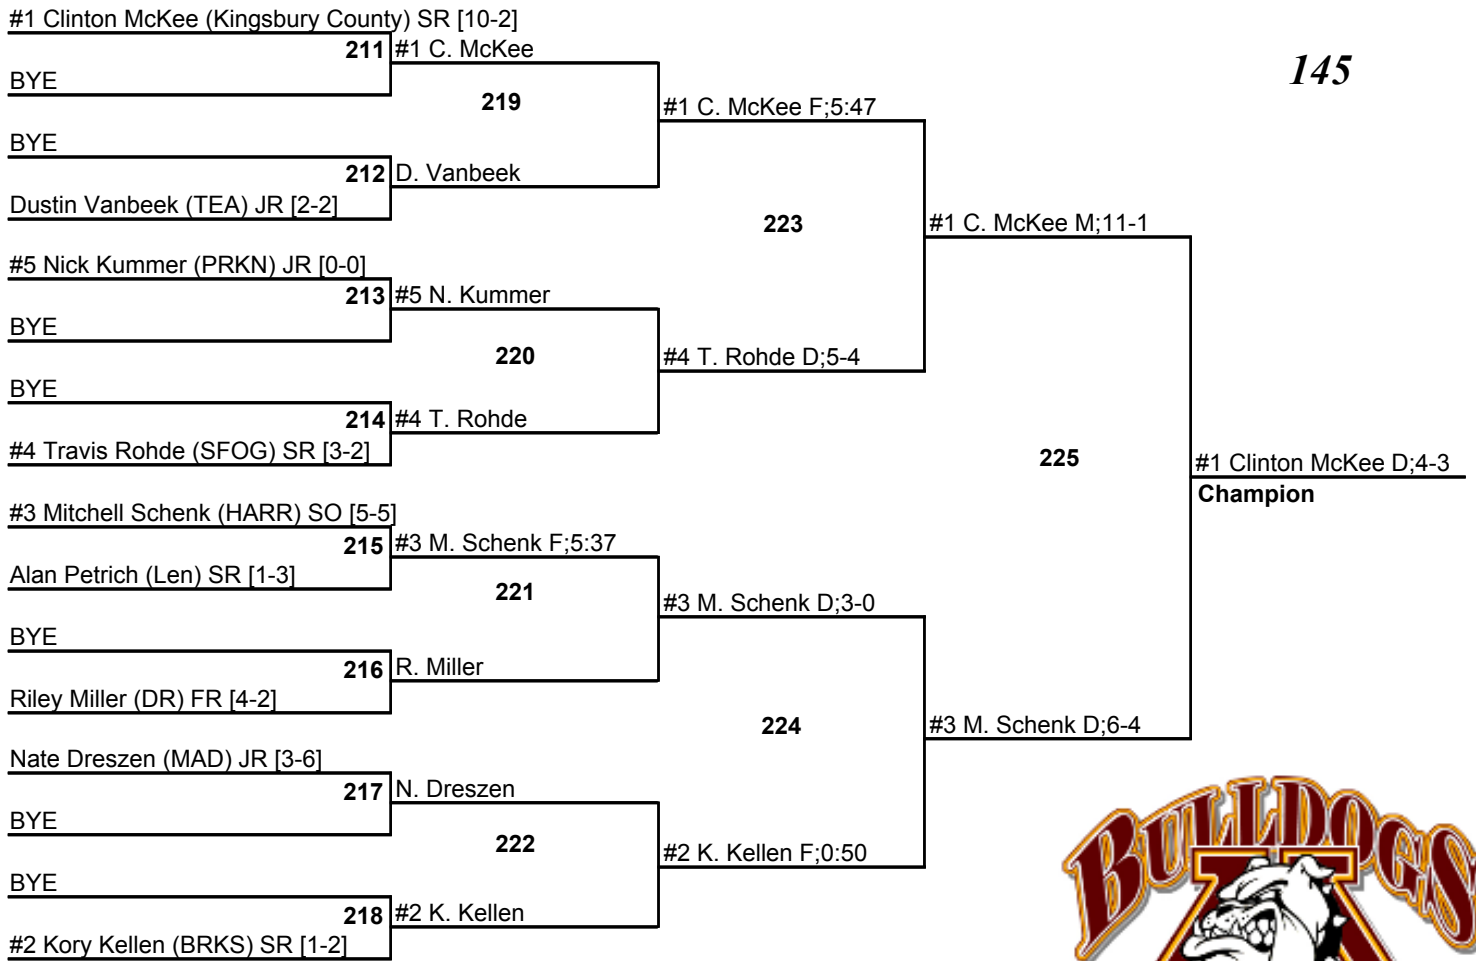 #1 Clinton McKee (Kingsbury County) SR [10-2]
211 #1 C. McKee
BYE
145
219
#1 C. McKee F;5:47
BYE
212 D. Vanbeek
Dustin Vanbeek (TEA) JR [2-2]
223
#1 C. McKee M;11-1
#5 Nick Kummer (PRKN) JR [0-0]
213 #5 N. Kummer
BYE
220
#4 T. Rohde D;5-4
BYE
214 #4 T. Rohde
#4 Travis Rohde (SFOG) SR [3-2]
225
#1 Clinton McKee D;4-3
Champion
#3 Mitchell Schenk (HARR) SO [5-5]
215 #3 M. Schenk F;5:37
Alan Petrich (Len) SR [1-3]
221
#3 M. Schenk D;3-0
BYE
216 R. Miller
Riley Miller (DR) FR [4-2]
224
#3 M. Schenk D;6-4
Nate Dreszen (MAD) JR [3-6]
217 N. Dreszen
BYE
222
#2 K. Kellen F;0:50
BYE
218 #2 K. Kellen
#2 Kory Kellen (BRKS) SR [1-2]
BULLDOGS